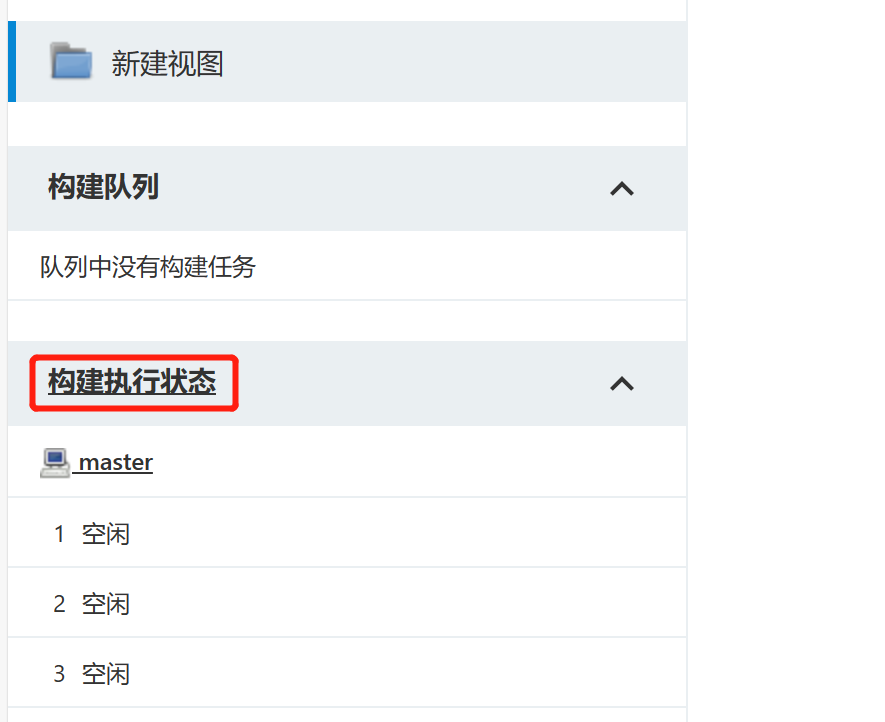 新建视图
构建队列
队列中没有构建任务
构建执行状态
master
1 空闲
2 空闲
3 空闲